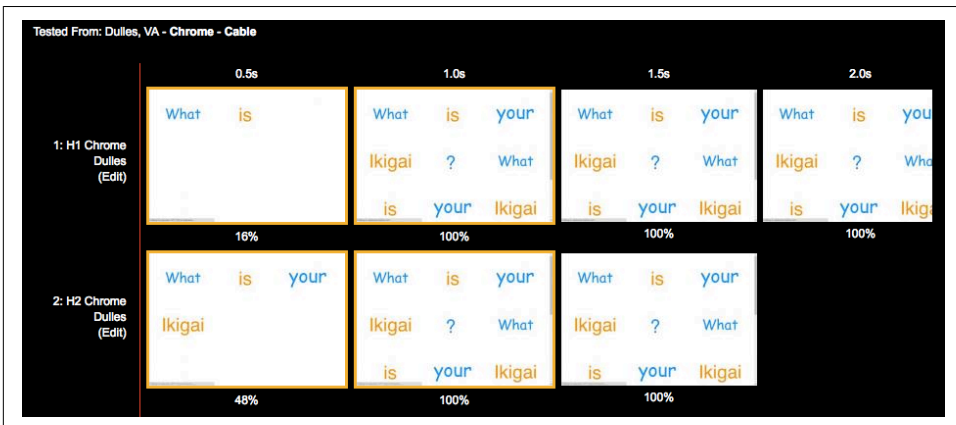 Tested From: Dulles, VA - Chrome - Cable
0.5s 1.0s 1.5s 2.0s
1: H1 Chrome
Dulles
(Edit)
What is
What is your
Ikigai ? What
is your Ikigai
What is your
Ikigai ? What
is your Ikigai
What is you
Ikigai ? Wha
is your Ikiga
16% 100% 100% 100%
2: H2 Chrome
Dulles
(Edit)
What is your
Ikigai
What is your
Ikigai ? What
is your Ikigai
What is your
Ikigai ? What
is your Ikigai
48% 100% 100%